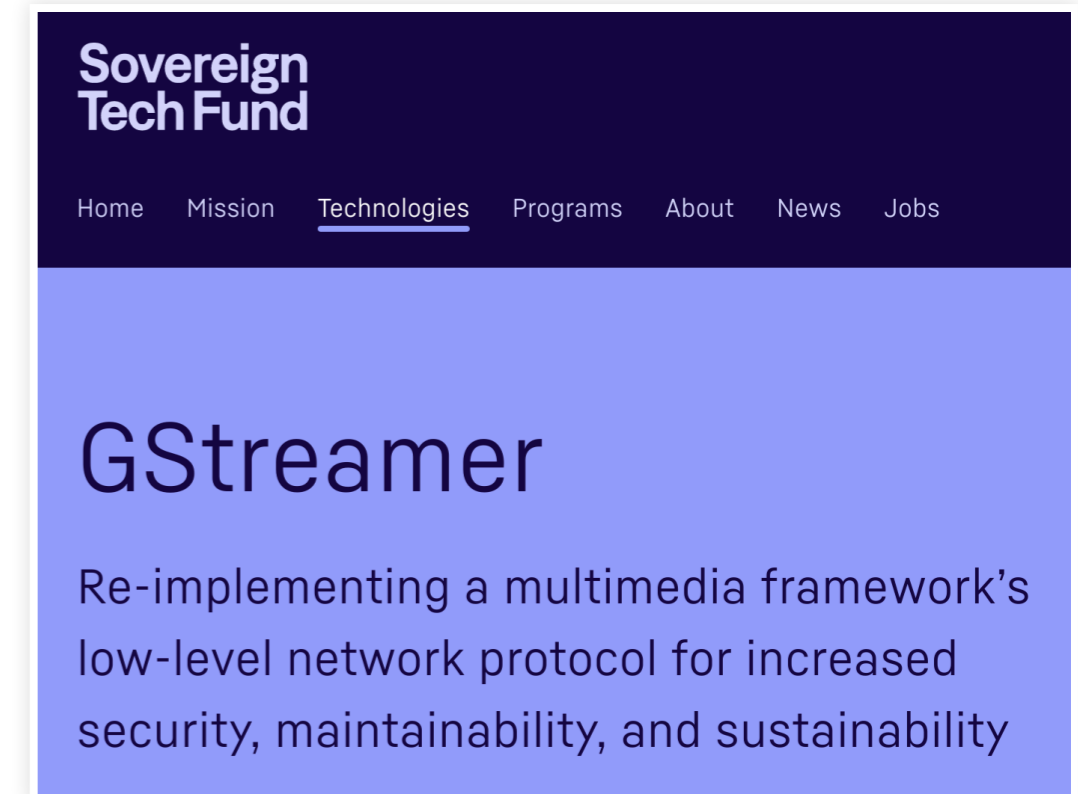 Sovereign
Tech Fund
Home Mission Technologies Programs About News Jobs
GStreamer
Re-implementing a multimedia framework’s
low-level network protocol for increased
security, maintainability, and sustainability